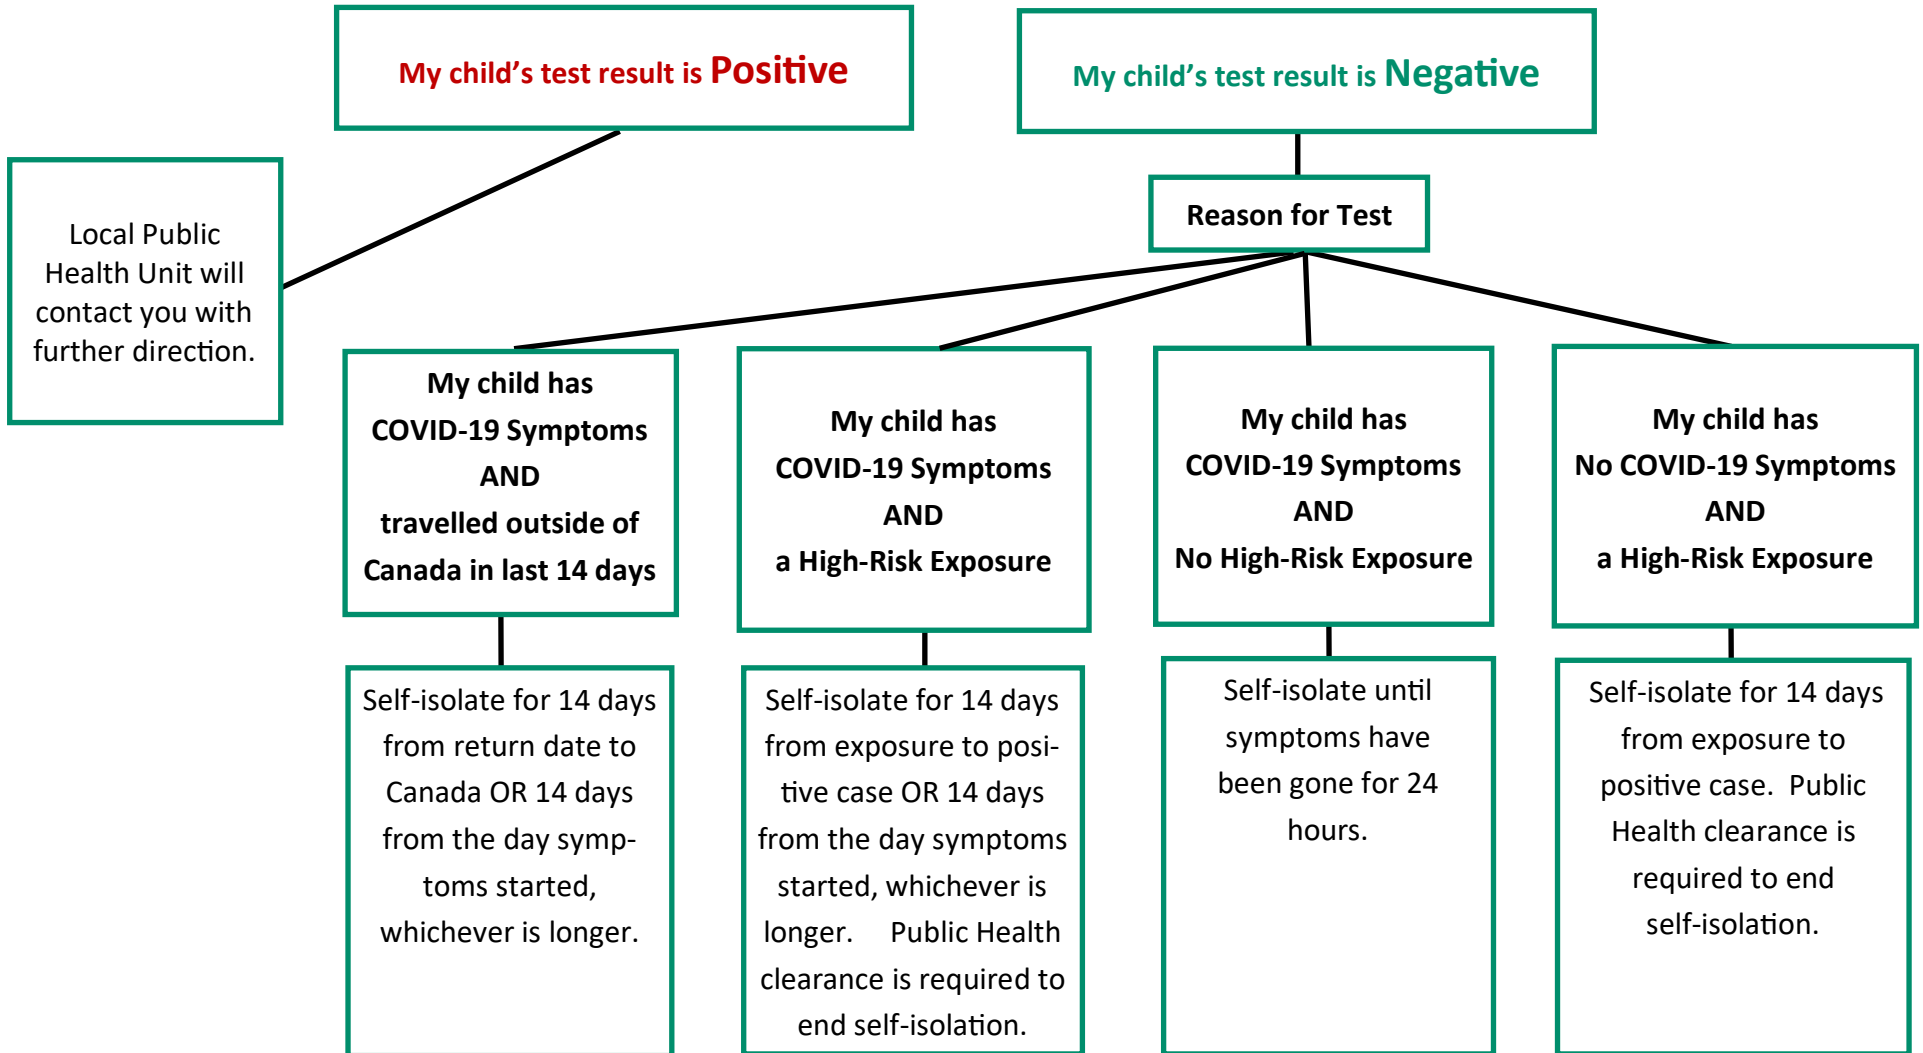 My child’s test result is Positive
My child’s test result is Negative
Local Public
Health Unit will
contact you with
further direction.
Reason for Test
My child has
COVID-19 Symptoms
AND
travelled outside of
Canada in last 14 days
My child has
COVID-19 Symptoms
AND
a High-Risk Exposure
My child has
COVID-19 Symptoms
AND
No High-Risk Exposure
My child has
No COVID-19 Symptoms
AND
a High-Risk Exposure
Self-isolate for 14 days
from return date to
Canada OR 14 days
from the day symp-
toms started,
whichever is longer.
Self-isolate for 14 days
from exposure to posi-
tive case OR 14 days
from the day symptoms
started, whichever is
longer.    Public Health
clearance is required to
end self-isolation.
Self-isolate until
symptoms have
been gone for 24
hours.
Self-isolate for 14 days
from exposure to
positive case.  Public
Health clearance is
required to end
self-isolation.